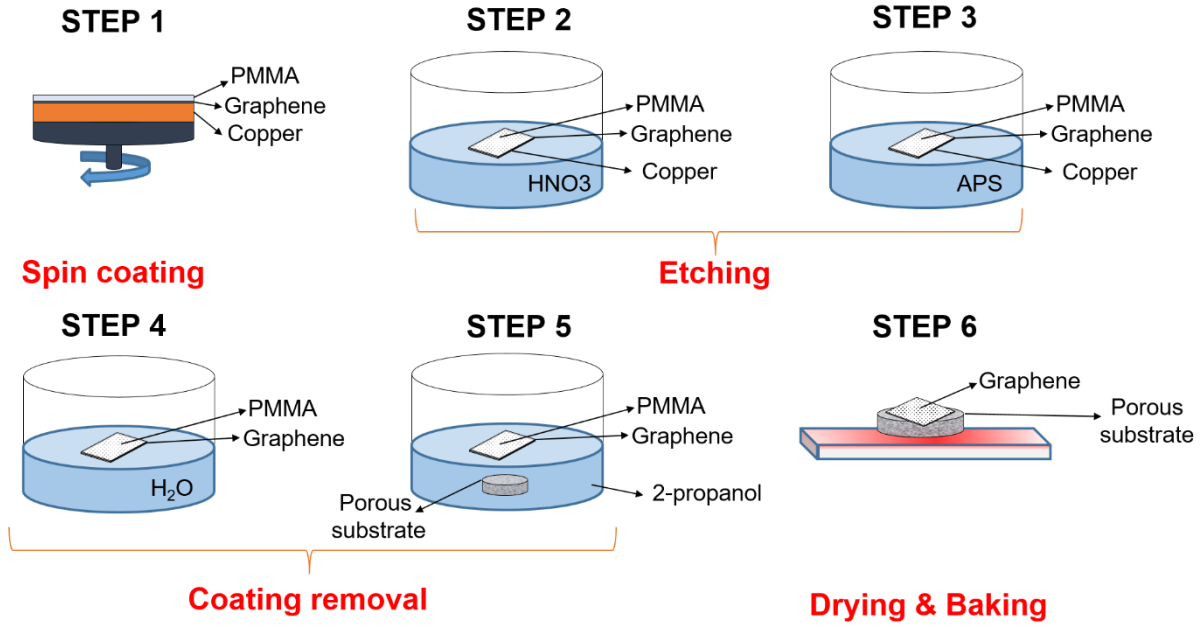 STEP 1
PMMA
Graphene
Copper
Spin coating
STEP 2
PMMA
Graphene
Copper
HNO3
STEP 3
PMMA
Graphene
Copper
APS
Etching
STEP 4
PMMA
Graphene
H₂O
STEP 5
PMMA
Graphene
2-propanol
Porous
substrate
Coating removal
STEP 6
Graphene
Porous
substrate
Drying & Baking